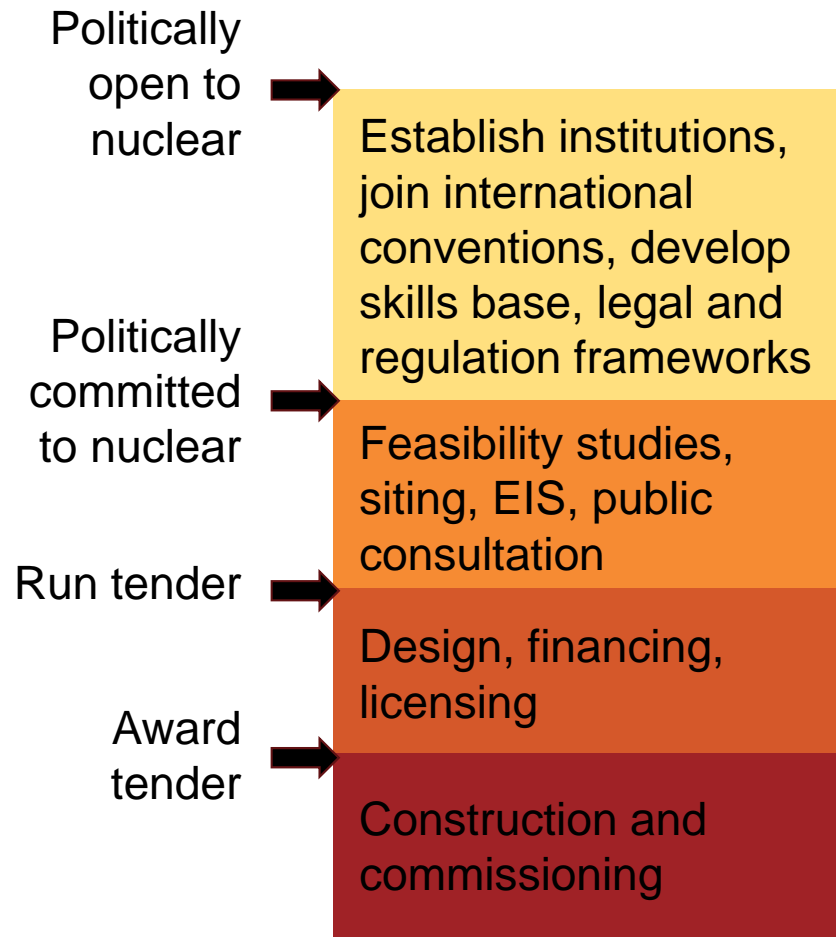 Politically
open to
nuclear
Establish institutions,
join international
conventions, develop
skills base, legal and
regulation frameworks
Politically
committed
to nuclear
Feasibility studies,
siting, EIS, public
consultation
Run tender
Design, financing,
licensing
Award
tender
Construction and
commissioning